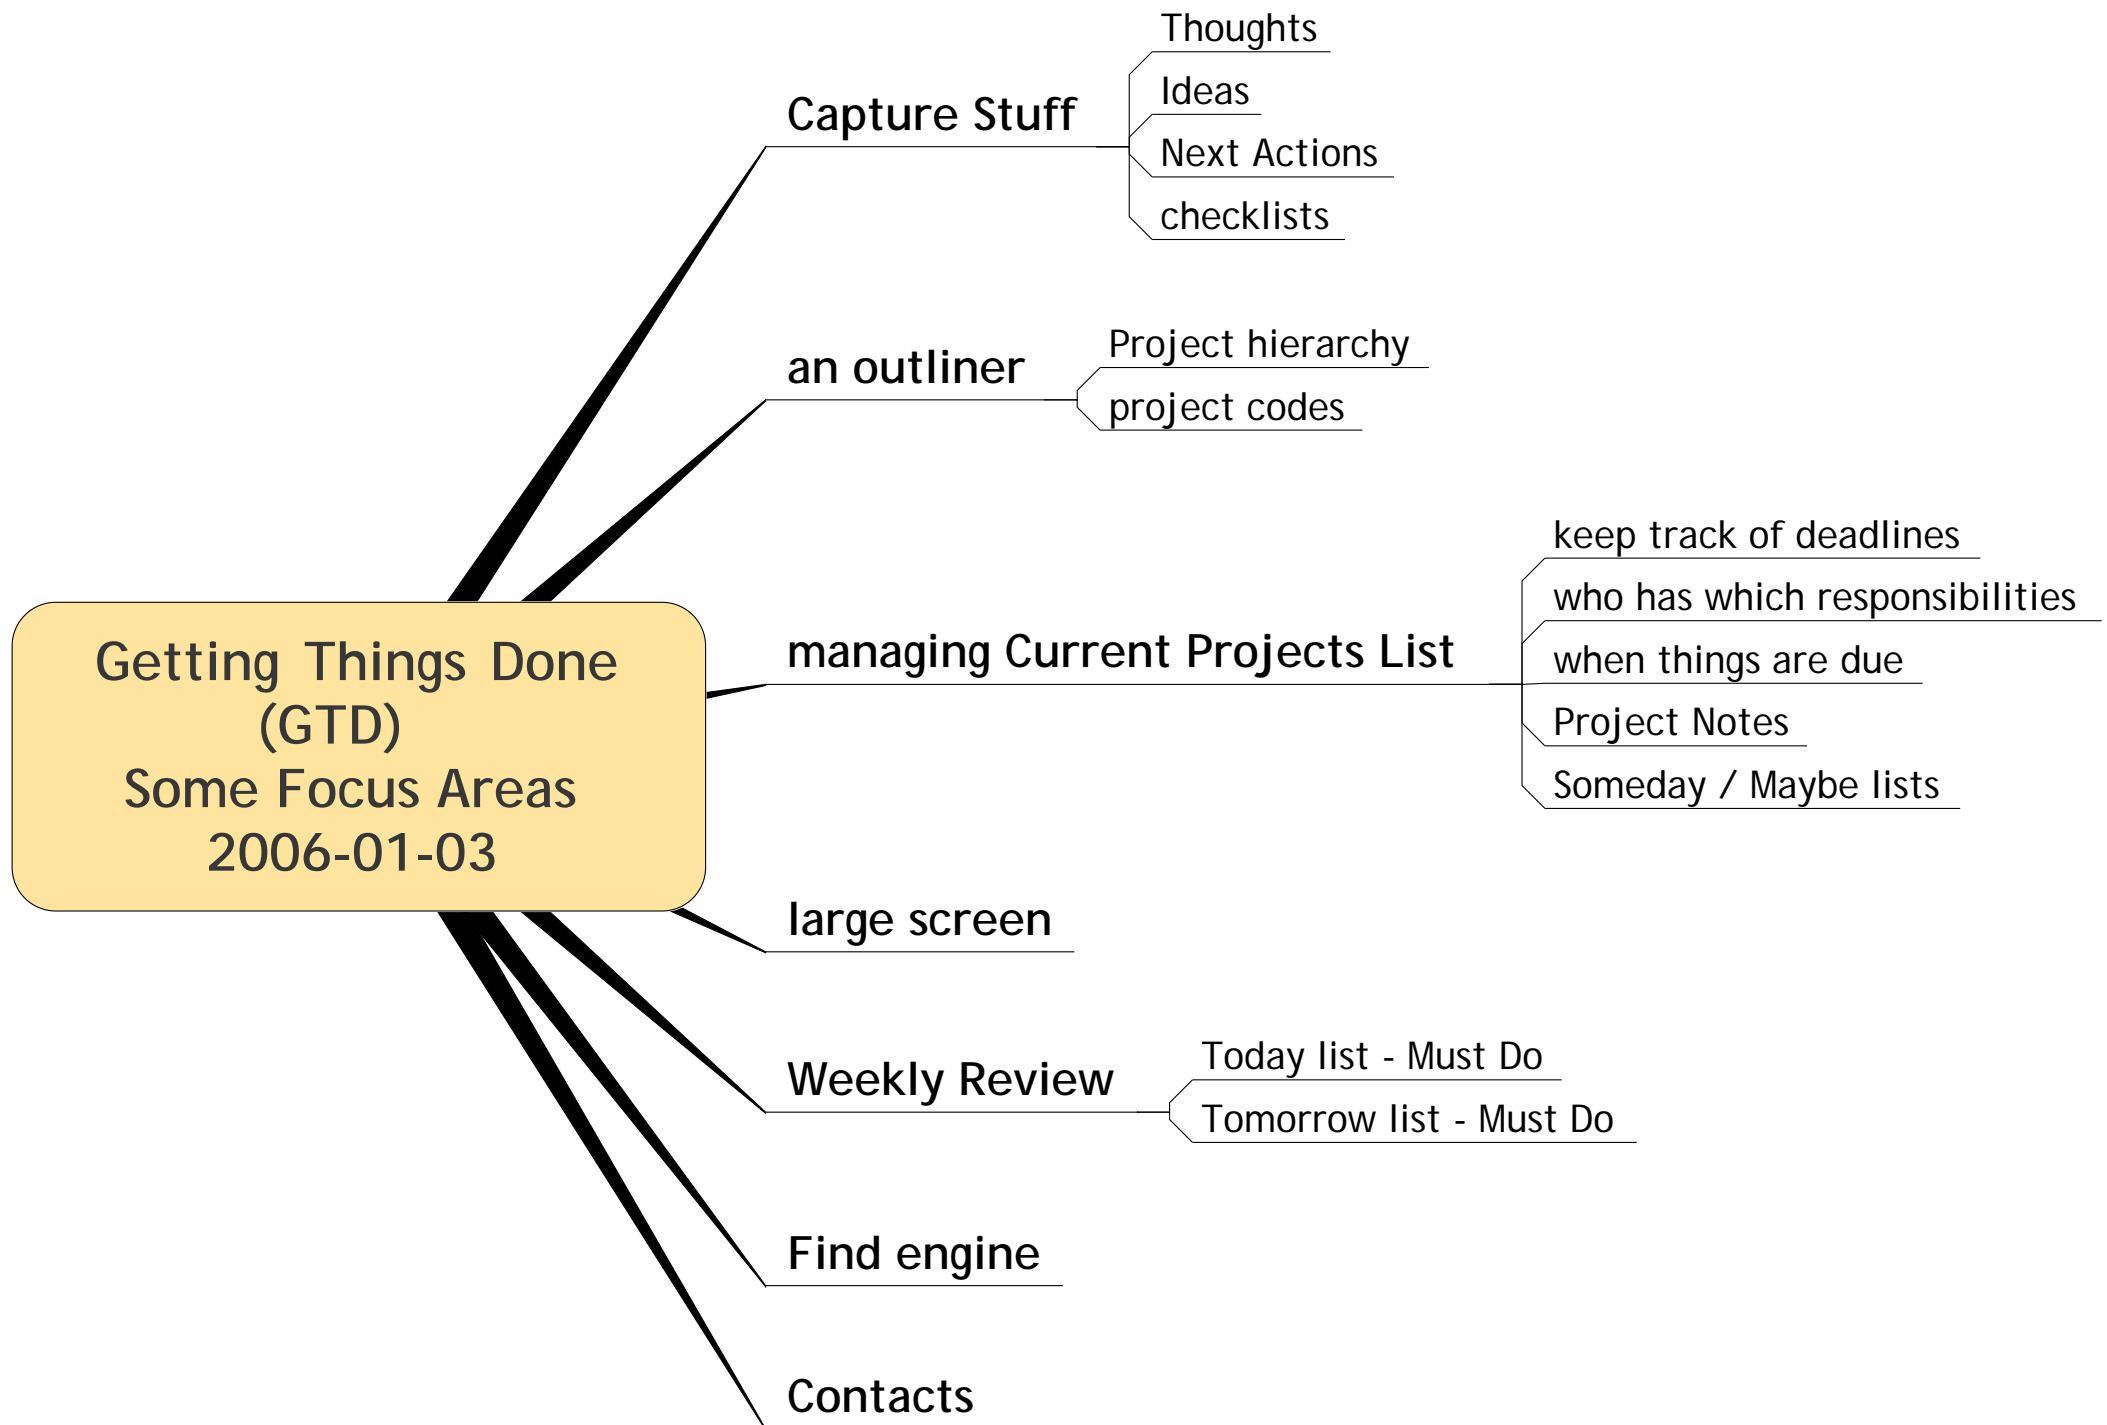 Getting Things Done
(GTD)
Some Focus Areas
2006-01-03
Capture Stuff
Thoughts
Ideas
Next Actions
checklists
an outliner
Project hierarchy
project codes
managing Current Projects List
keep track of deadlines
who has which responsibilities
when things are due
Project Notes
Someday / Maybe lists
large screen
Weekly Review
Today list - Must Do
Tomorrow list - Must Do
Find engine
Contacts